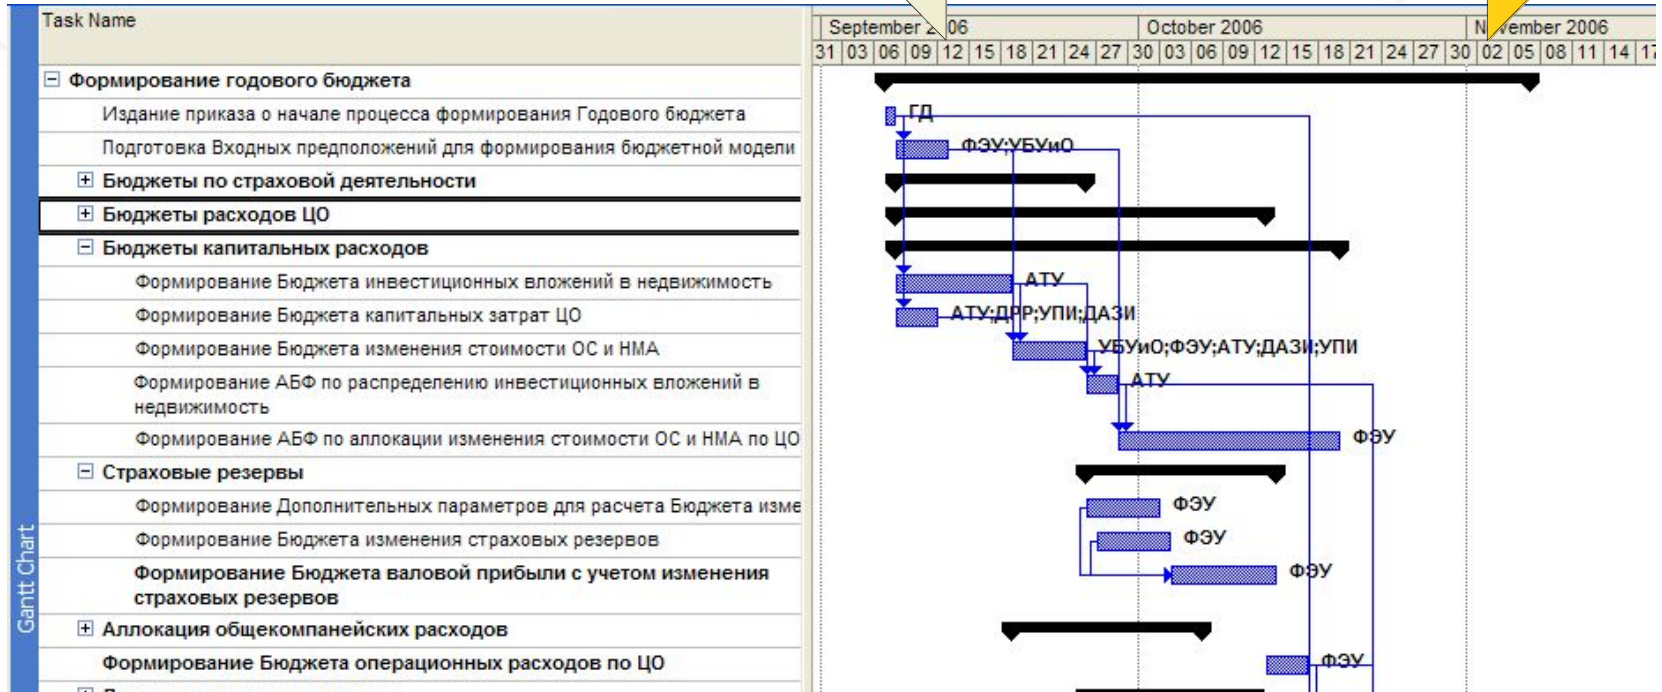 Task Name
September 2006 October 2006 November 2006
31 03 06 09 12 15 18 21 24 27 30 03 06 09 12 15 18 21 24 27 30 02 05 08 11 14 17
Формирование годового бюджета
Издание приказа о начале процесса формирования Годового бюджета ГД
Подготовка Входных предположений для формирования бюджетной модели ФЭУ;УБУиО
Бюджеты по страховой деятельности
Бюджеты расходов ЦО
Бюджеты капитальных расходов
Формирование Бюджета инвестиционных вложений в недвижимость АТУ
Формирование Бюджета капитальных затрат ЦО АТУ;ДРР;УПИ;ДАЗИ
Формирование Бюджета изменения стоимости ОС и НМА УБУиО;ФЭУ;АТУ;ДАЗИ;УПИ
Формирование АБФ по распределению инвестиционных вложений в АТУ
недвижимость
Формирование АБФ по аллокации изменения стоимости ОС и НМА по ЦО ФЭУ
Страховые резервы
Формирование Дополнительных параметров для расчета Бюджета изме ФЭУ
Формирование Бюджета изменения страховых резервов ФЭУ
Формирование Бюджета валовой прибыли с учетом изменения ФЭУ
страховых резервов
Аллокация общекомпанейских расходов
Формирование Бюджета операционных расходов по ЦО ФЭУ
Gantt Chart